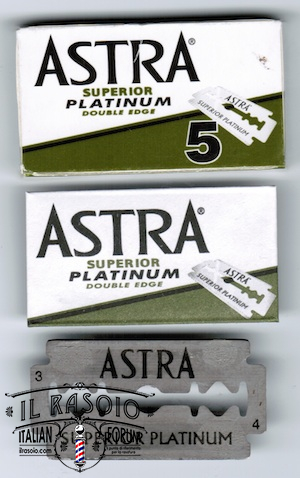 ASTRA®
SUPERIOR
PLATINUM
DOUBLE EDGE
5
ASTRA
SUPERIOR PLATINUM
ASTRA®
SUPERIOR
PLATINUM
DOUBLE EDGE
ASTRA
SUPERIOR PLATINUM
ASTRA
3
4
SUPERIOR PLATINUM
IL RASOIO
ITALIAN FORUM
ilrasoio.com